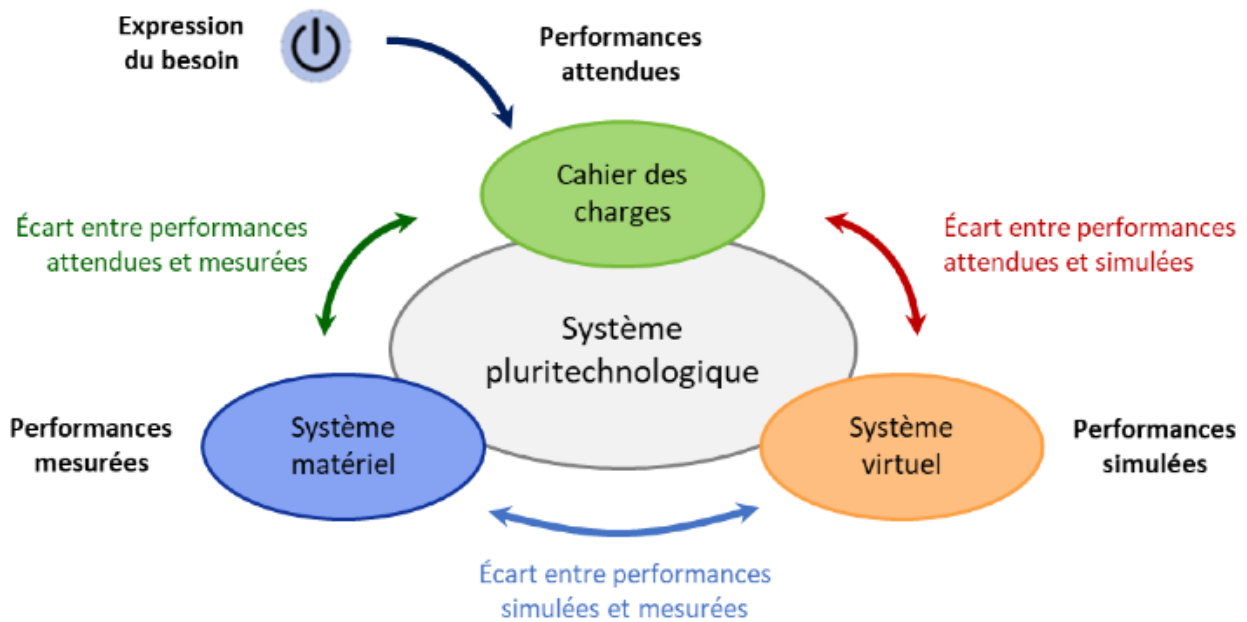 Expression
du besoin
Performances
attendues
Cahier des
charges
Écart entre performances
attendues et mesurées
Écart entre performances
attendues et simulées
Système
pluritechnologique
Performances
mesurées
Système
matériel
Système
virtuel
Performances
simulées
Écart entre performances
simulées et mesurées